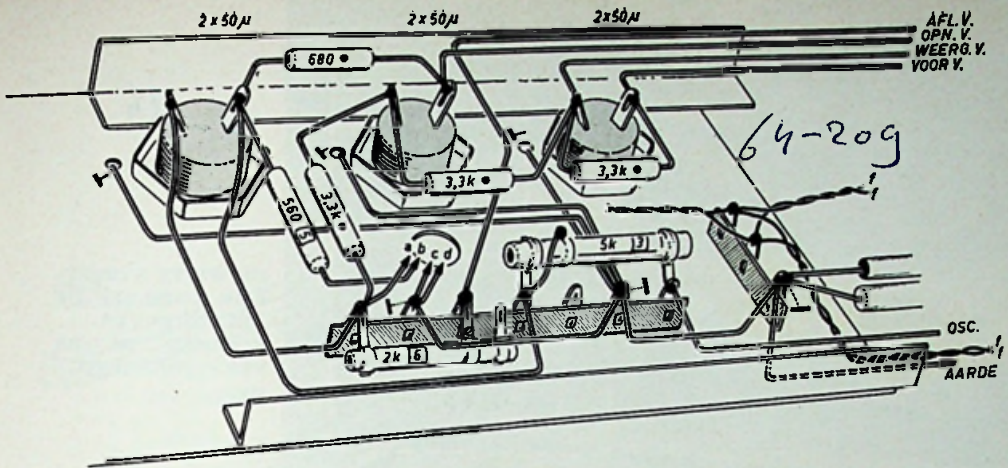 2x50µ
2x50µ
2x50µ
AFL.V.
OPN.V.
WEERG.V.
VOOR V.
680
64-209
3,3k
3,3k
3,3k
560 5
a b c d
5k 3
2k 6
OSC.
AARDE